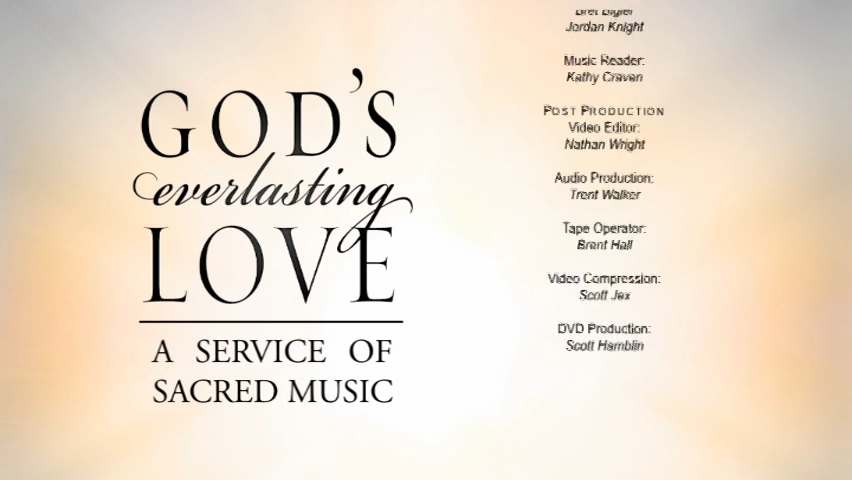 GOD'S
everlasting
LOVE
A SERVICE OF
SACRED MUSIC
Jordan Knight
Music Reader:
Kathy Craven
POST PRODUCTION
Video Editor:
Nathan Wright
Audio Production:
Trent Walker
Tape Operator:
Brent Hall
Video Compression:
Scott Jex
DVD Production:
Scott Hamblin